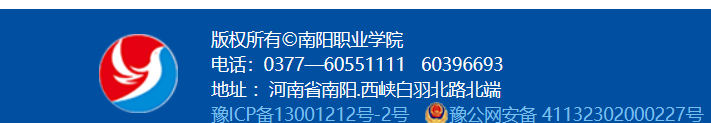 版权所有©南阳职业学院
电话：0377—60551111 60396693
地址： 河南省南阳.西峡白羽北路北端
豫ICP备13001212号-2号 豫公网安备 41132302000227号